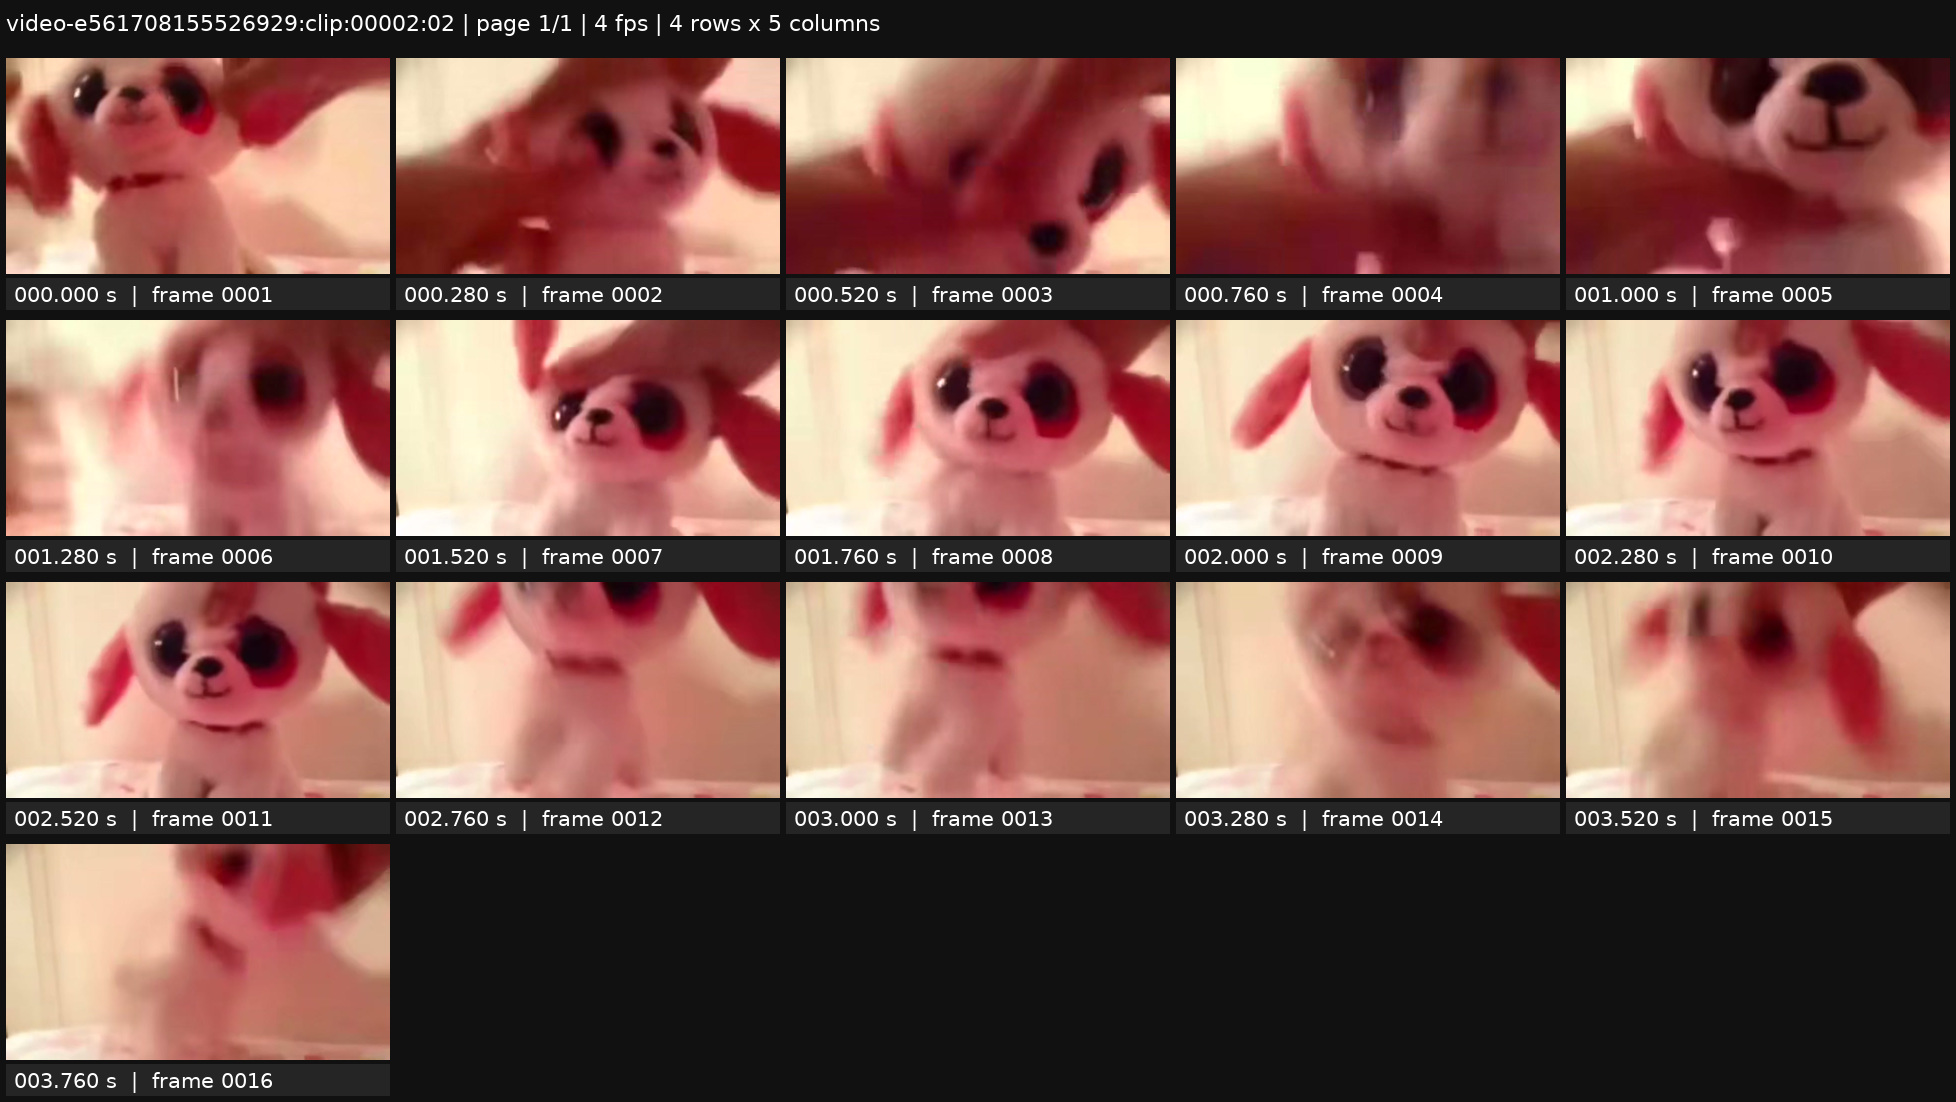 video-e561708155526929:clip:00002:02 | page 1/1 | 4 fps | 4 rows x 5 columns
000.000 s | frame 0001
000.280 s | frame 0002
000.520 s | frame 0003
000.760 s | frame 0004
001.000 s | frame 0005
001.280 s | frame 0006
001.520 s | frame 0007
001.760 s | frame 0008
002.000 s | frame 0009
002.280 s | frame 0010
002.520 s | frame 0011
002.760 s | frame 0012
003.000 s | frame 0013
003.280 s | frame 0014
003.520 s | frame 0015
003.760 s | frame 0016